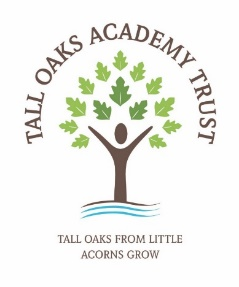 TALL OAKS ACADEMY TRUST
TALL OAKS FROM LITTLE
ACORNS GROW